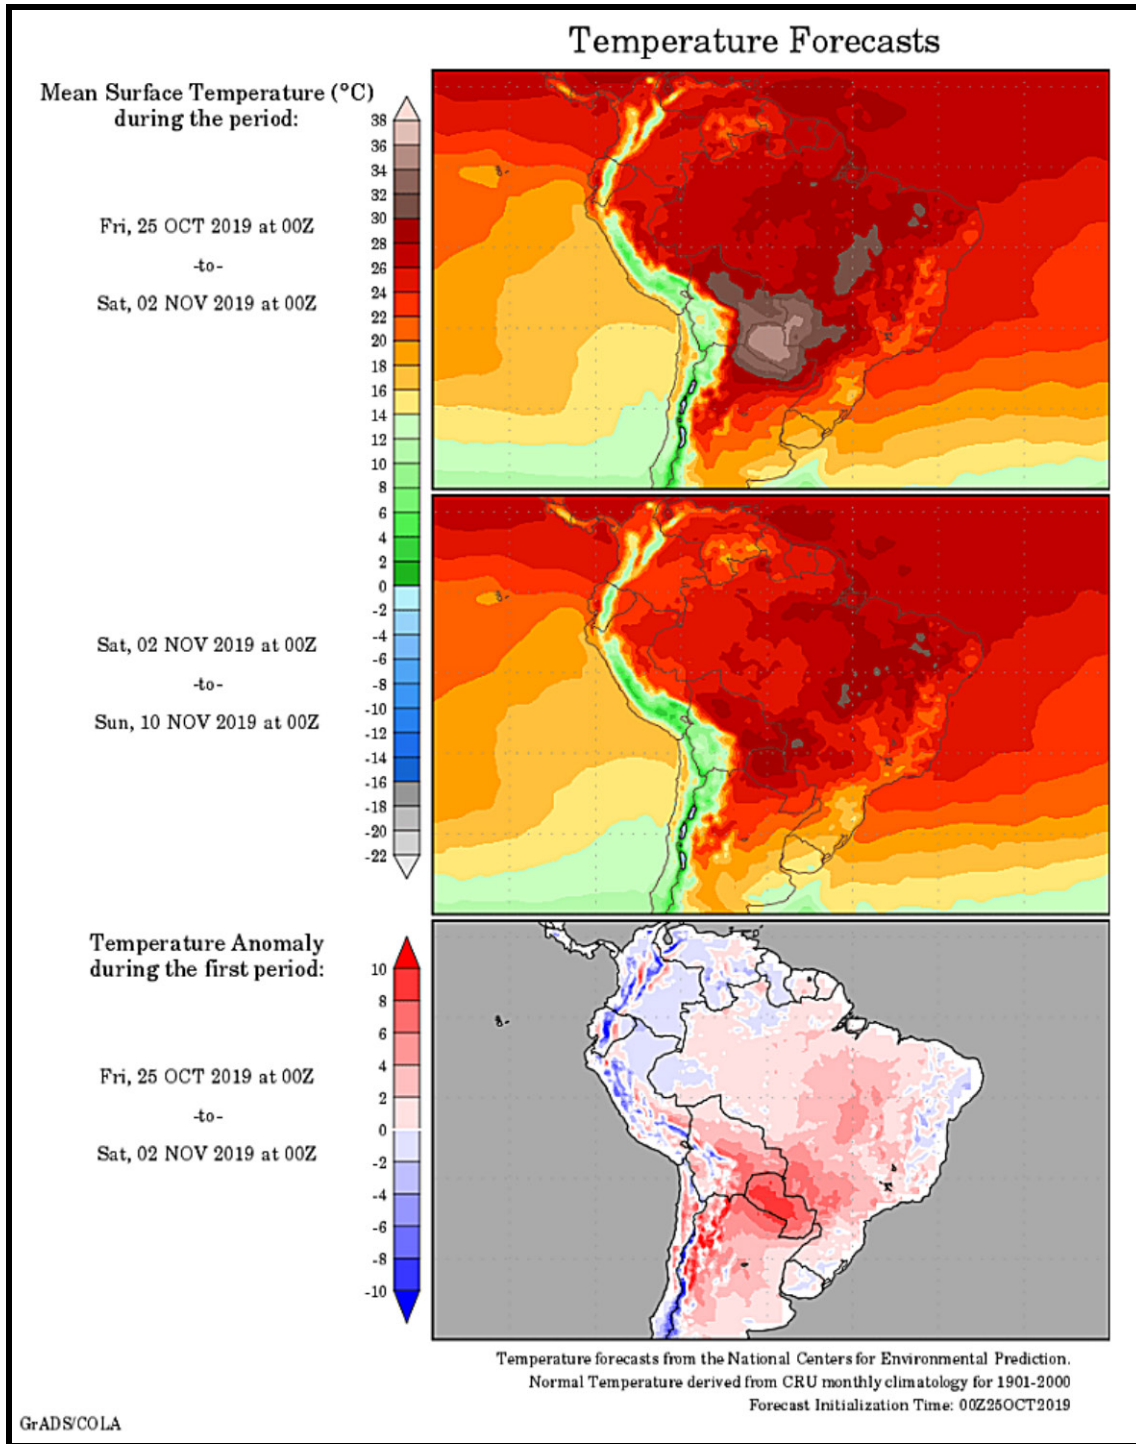 Temperature Forecasts
Mean Surface Temperature (°C)
during the period:
38
36
34
32
30
28
26
24
22
20
18
16
14
12
10
8
6
4
2
0
-2
-4
-6
-8
-10
-12
-14
-16
-18
-20
-22
Fri, 25 OCT 2019 at 00Z
-to-
Sat, 02 NOV 2019 at 00Z
Sat, 02 NOV 2019 at 00Z
-to-
Sun, 10 NOV 2019 at 00Z
Temperature Anomaly
during the first period:
10
8
6
4
2
0
-2
-4
-6
-8
-10
Fri, 25 OCT 2019 at 00Z
-to-
Sat, 02 NOV 2019 at 00Z
Temperature forecasts from the National Centers for Environmental Prediction.
Normal Temperature derived from CRU monthly climatology for 1901-2000
Forecast Initialization Time: 00Z25OCT2019
GrADS/COLA